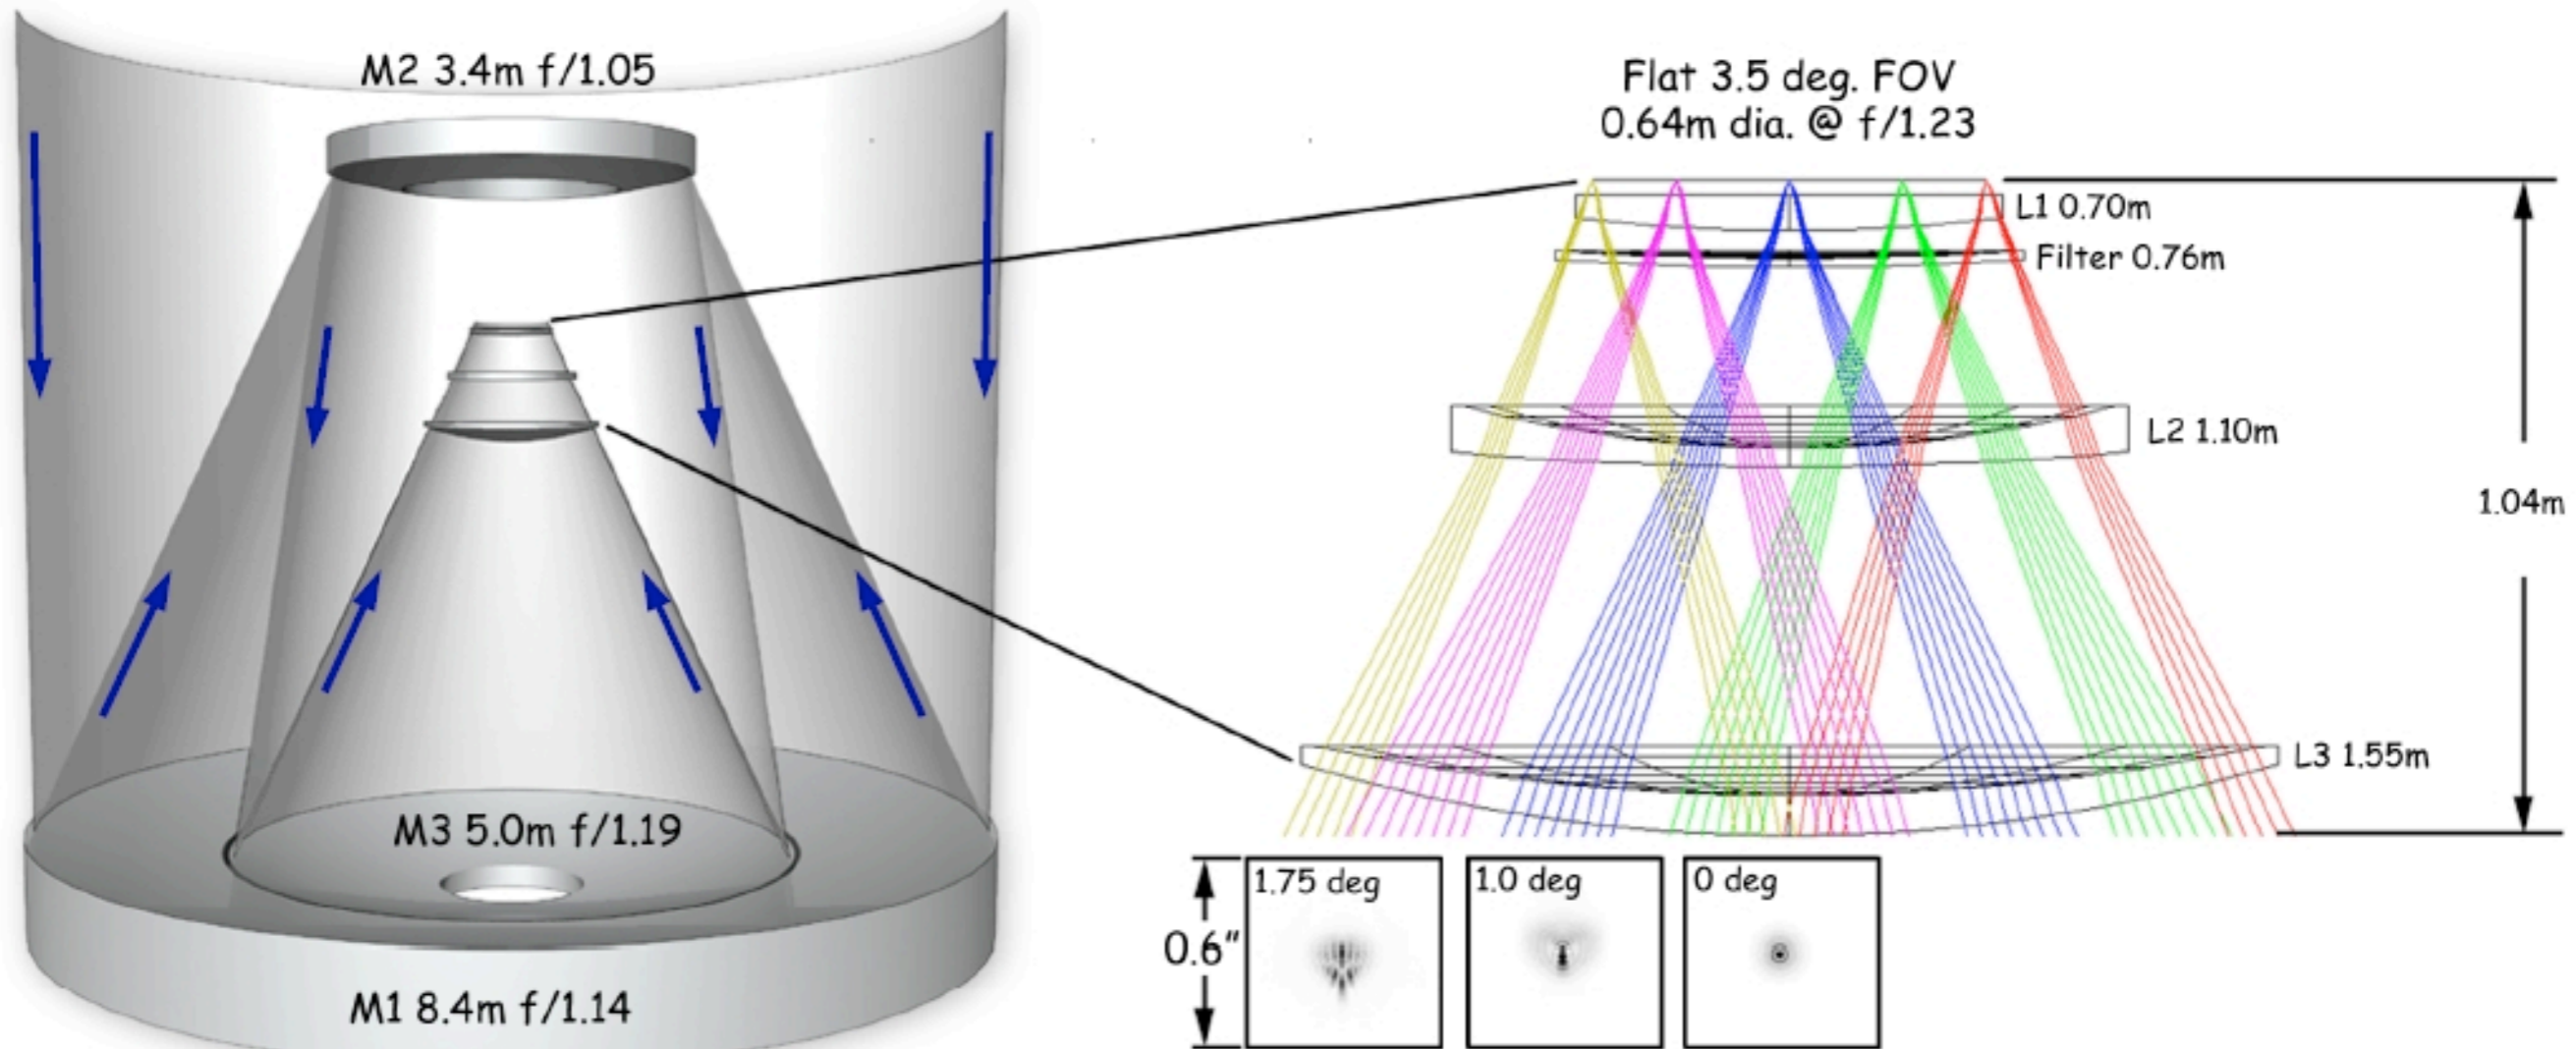 M2 3.4m f/1.05
M3 5.0m f/1.19
M1 8.4m f/1.14
Flat 3.5 deg. FOV
0.64m dia. @ f/1.23
L1 0.70m
Filter 0.76m
L2 1.10m
1.04m
L3 1.55m
1.75 deg
1.0 deg
0 deg
0.6"